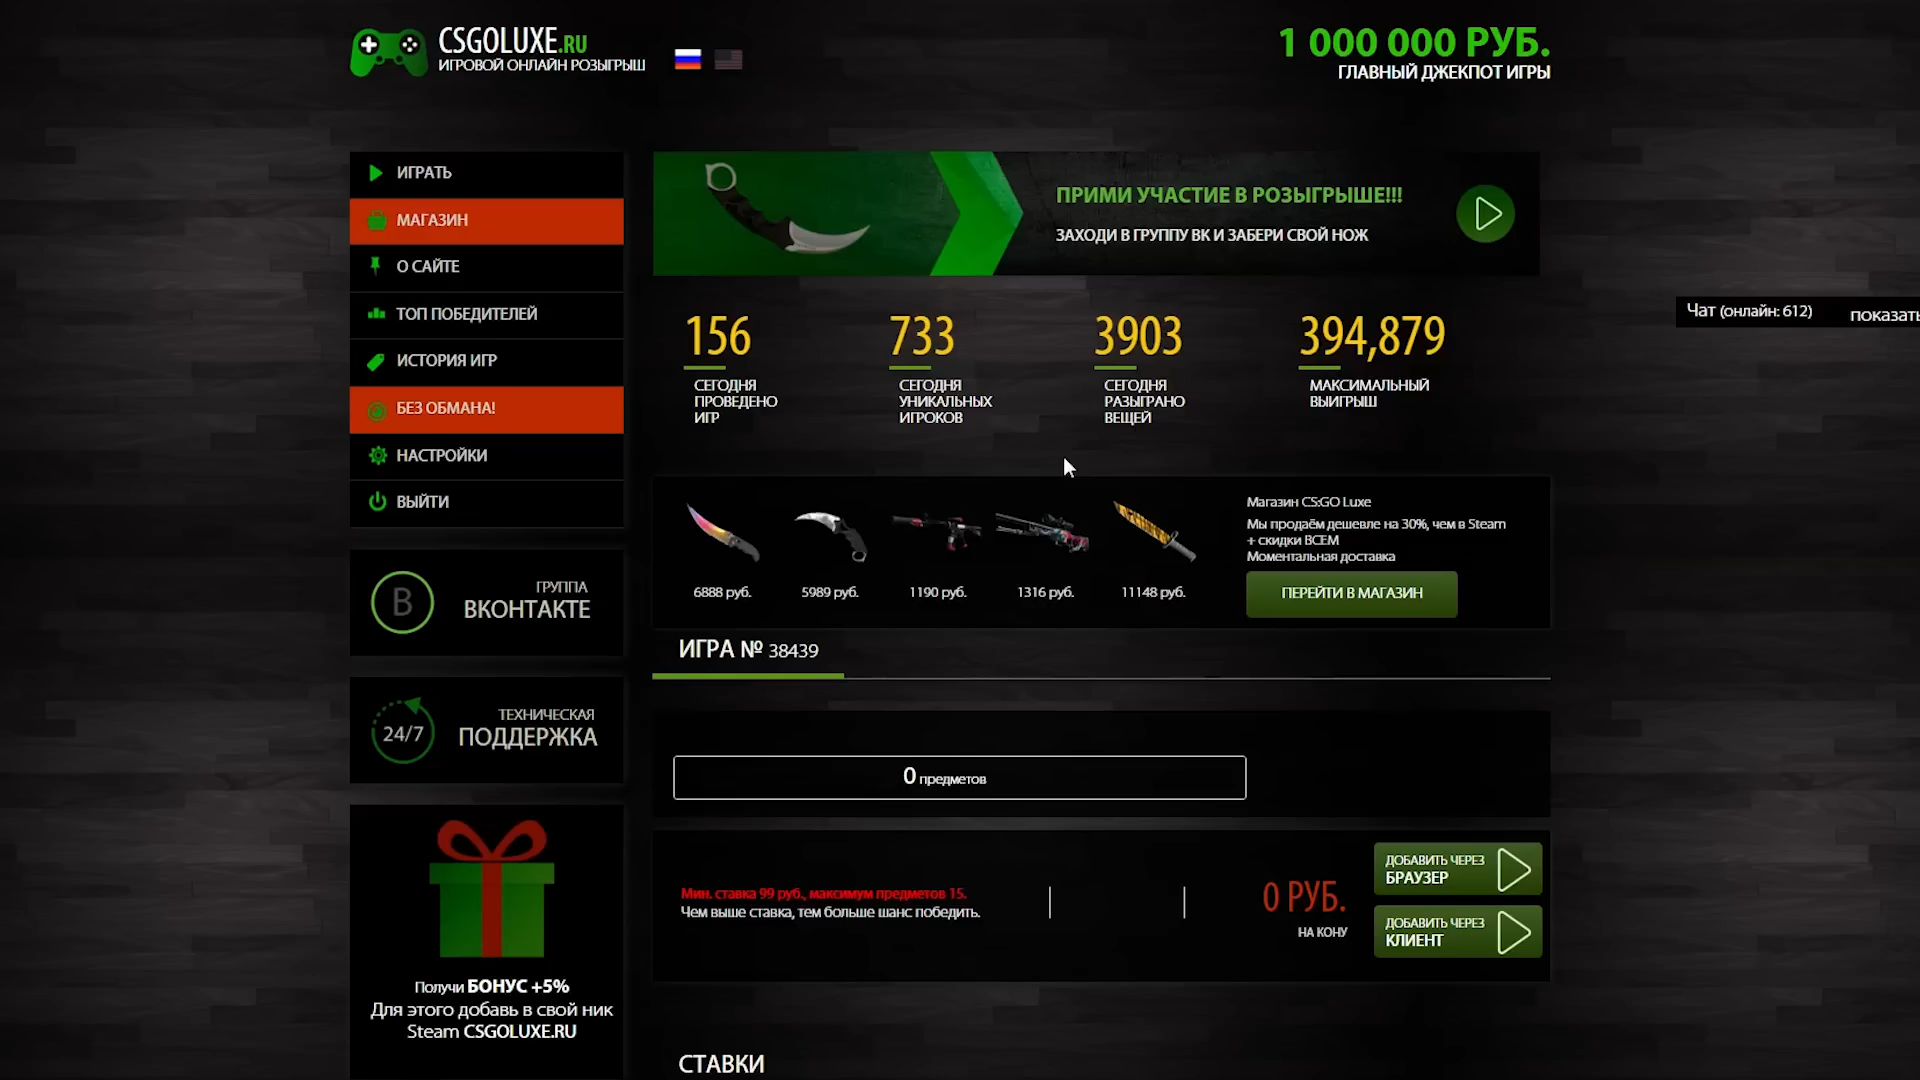 CSGOLUXE.RU
ИГРОВОЙ ОНЛАЙН РОЗЫГРЫШ
1 000 000 РУБ.
ГЛАВНЫЙ ДЖЕКПОТ ИГРЫ
ИГРАТЬ
МАГАЗИН
О САЙТЕ
ТОП ПОБЕДИТЕЛЕЙ
ИСТОРИЯ ИГР
БЕЗ ОБМАНА!
НАСТРОЙКИ
ВЫЙТИ
В
ГРУППА
ВКОНТАКТЕ
24/7
ТЕХНИЧЕСКАЯ
ПОДДЕРЖКА
Получи БОНУС +5%
Для этого добавь в свой ник
Steam CSGOLUXE.RU
ПРИМИ УЧАСТИЕ В РОЗЫГРЫШЕ!!!
ЗАХОДИ В ГРУППУ ВК И ЗАБЕРИ СВОЙ НОЖ
156
СЕГОДНЯ
ПРОВЕДЕНО
ИГР
733
СЕГОДНЯ
УНИКАЛЬНЫХ
ИГРОКОВ
3903
СЕГОДНЯ
РАЗЫГРАНО
ВЕЩЕЙ
394,879
МАКСИМАЛЬНЫЙ
ВЫИГРЫШ
Чат (онлайн: 612) показать
6888 руб.
5989 руб.
1190 руб.
1316 руб.
11148 руб.
Магазин CS:GO Luxe
Мы продаём дешевле на 30%, чем в Steam
+ скидки ВСЕМ
Моментальная доставка
ПЕРЕЙТИ В МАГАЗИН
ИГРА № 38439
0 предметов
Мин. ставка 99 руб., максимум предметов 15.
Чем выше ставка, тем больше шанс победить.
0 РУБ.
НА КОНУ
ДОБАВИТЬ ЧЕРЕЗ
БРАУЗЕР
ДОБАВИТЬ ЧЕРЕЗ
КЛИЕНТ
СТАВКИ